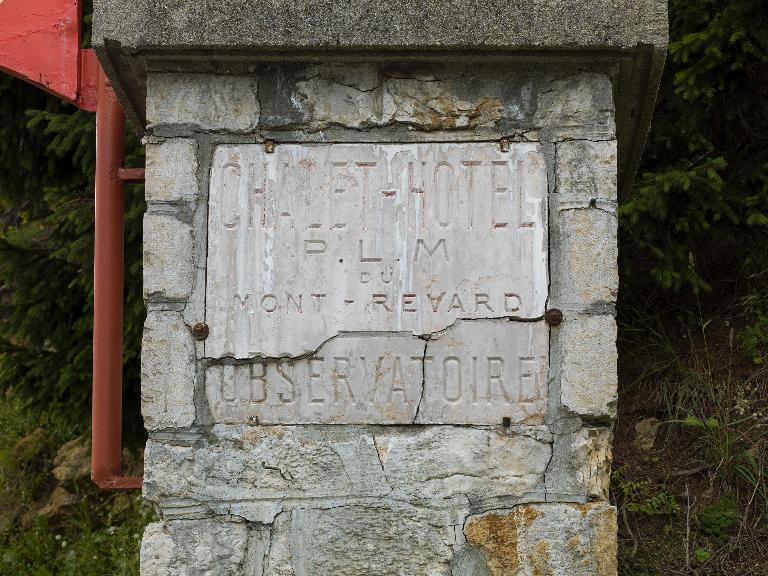 CHALET-HOTEL
P.L.M
DU
MONT-REVARD
OBSERVATOIRE